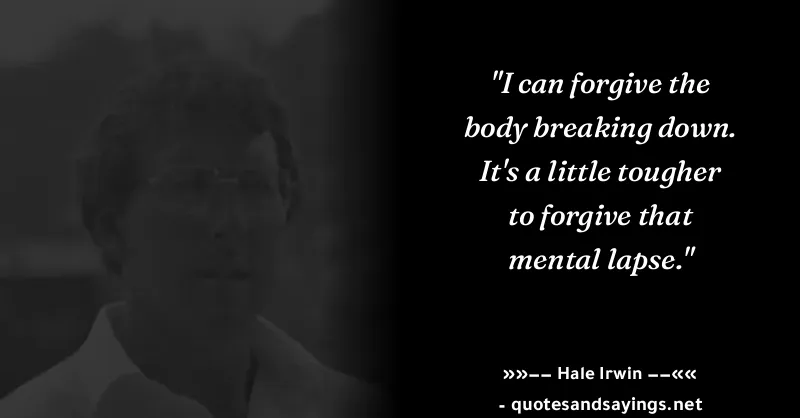 "I can forgive the
body breaking down.
It's a little tougher
to forgive that
mental lapse."
»»–– Hale Irwin ––««
- quotesandsayings.net